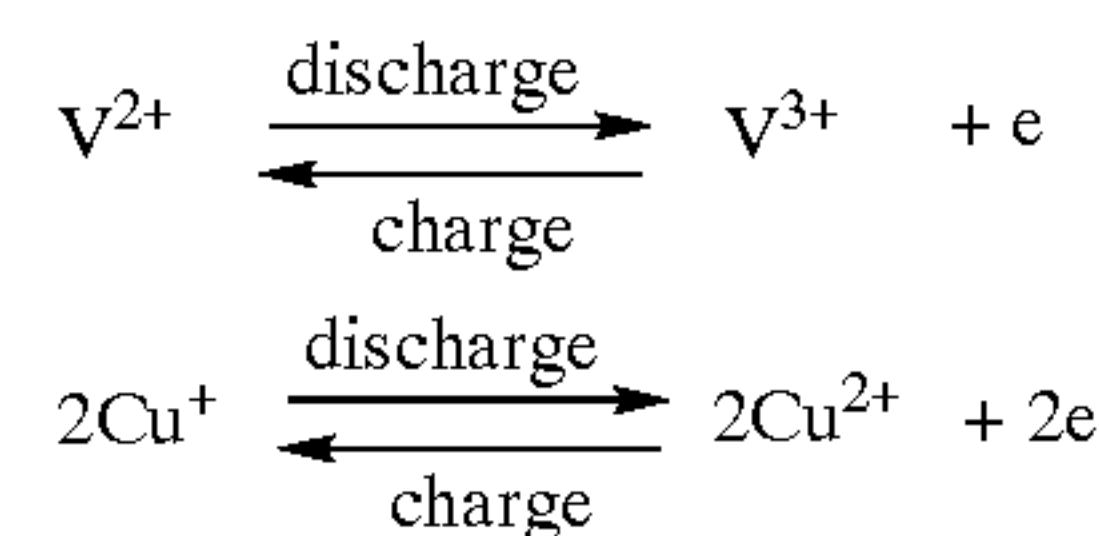 discharge
V²⁺ V³⁺ + e
charge
discharge
2Cu⁺ 2Cu²⁺ + 2e
charge